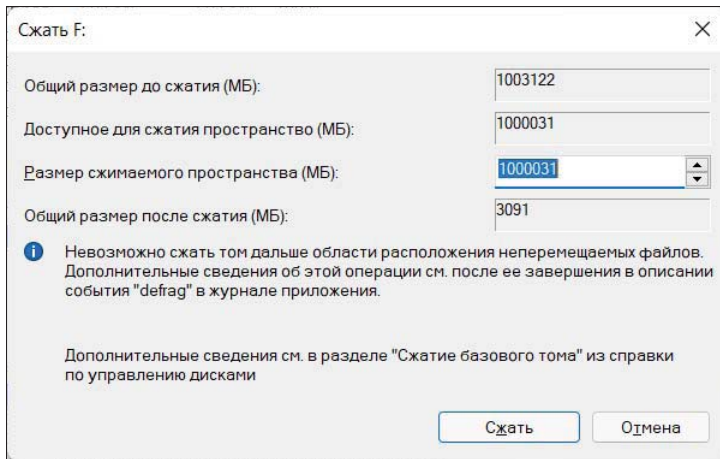 Сжать F:
Общий размер до сжатия (МБ): 1003122
Доступное для сжатия пространство (МБ): 1000031
Размер сжимаемого пространства (МБ): 1000031
Общий размер после сжатия (МБ): 3091
Невозможно сжать том дальше области расположения неперемещаемых файлов.
Дополнительные сведения об этой операции см. после ее завершения в описании
события "defrag" в журнале приложения.
Дополнительные сведения см. в разделе "Сжатие базового тома" из справки
по управлению дисками
Сжать Отмена